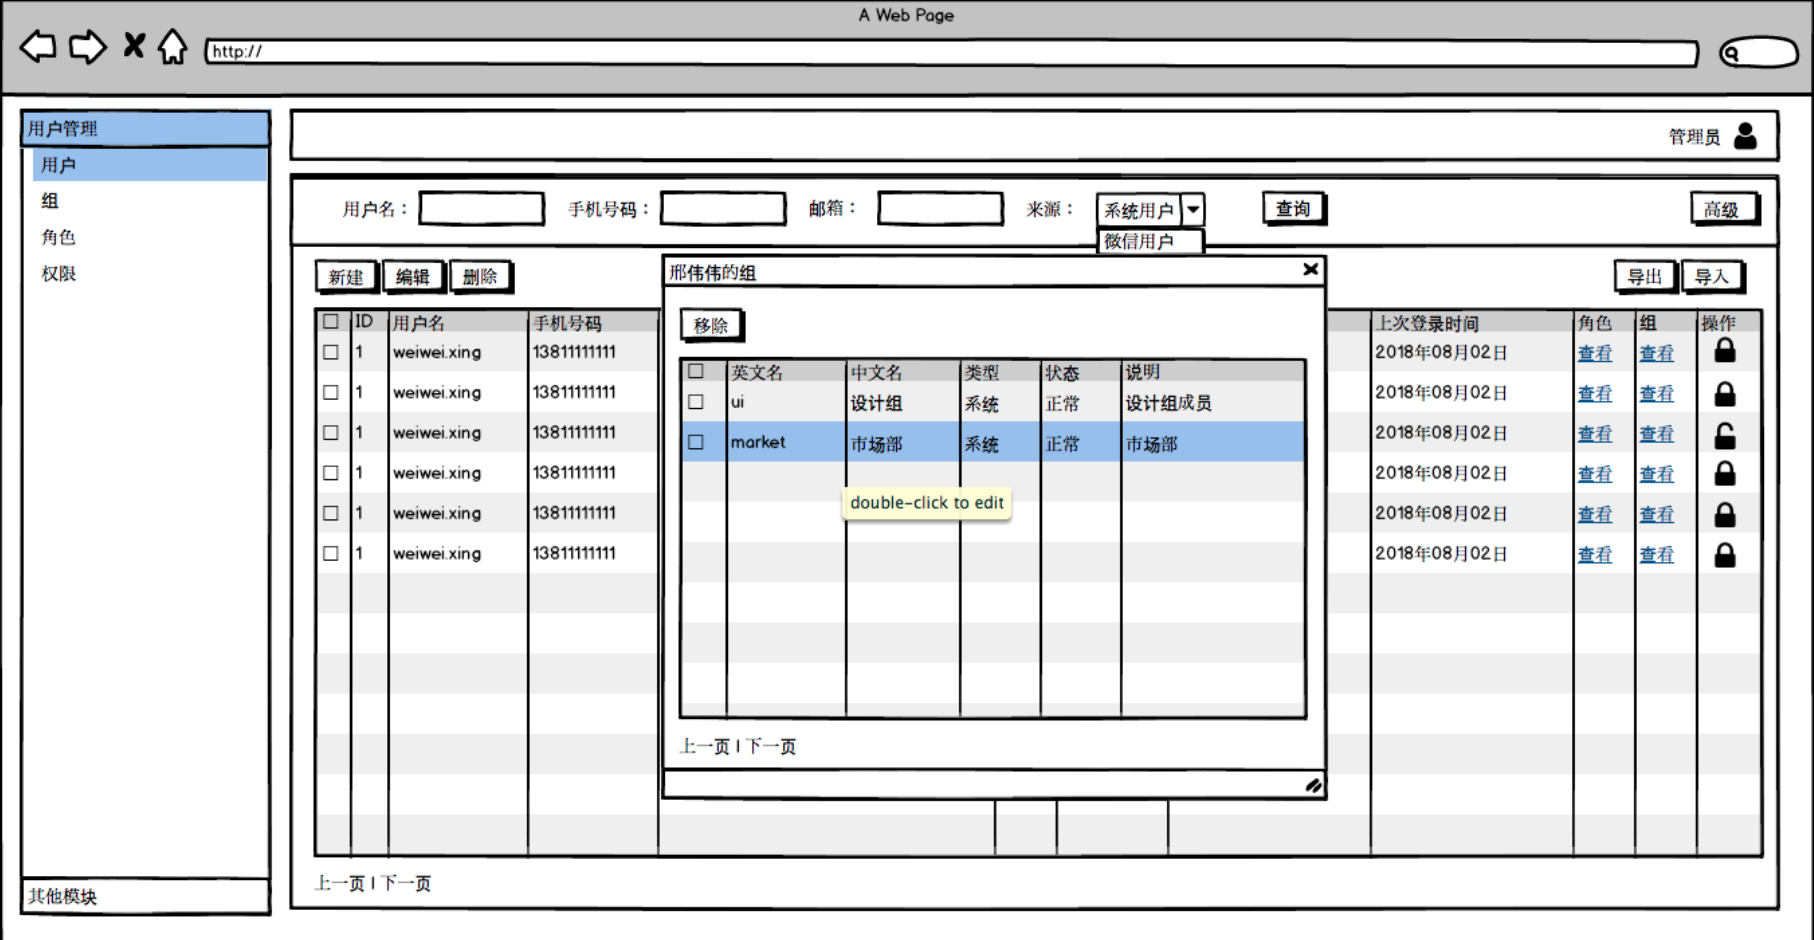 A Web Page
http://
用户管理
用户
组
角色
权限
其他模块
管理员
用户名： 手机号码： 邮箱： 来源： 系统用户 查询 高级
微信用户
新建 编辑 删除 导出 导入
ID 用户名 手机号码 上次登录时间 角色 组 操作
1 weiwei.xing 13811111111 2018年08月02日 查看 查看
1 weiwei.xing 13811111111 2018年08月02日 查看 查看
1 weiwei.xing 13811111111 2018年08月02日 查看 查看
1 weiwei.xing 13811111111 2018年08月02日 查看 查看
1 weiwei.xing 13811111111 2018年08月02日 查看 查看
1 weiwei.xing 13811111111 2018年08月02日 查看 查看
上一页 | 下一页
邢伟伟的组
移除
英文名 中文名 类型 状态 说明
ui 设计组 系统 正常 设计组成员
market 市场部 系统 正常 市场部
double-click to edit
上一页 | 下一页